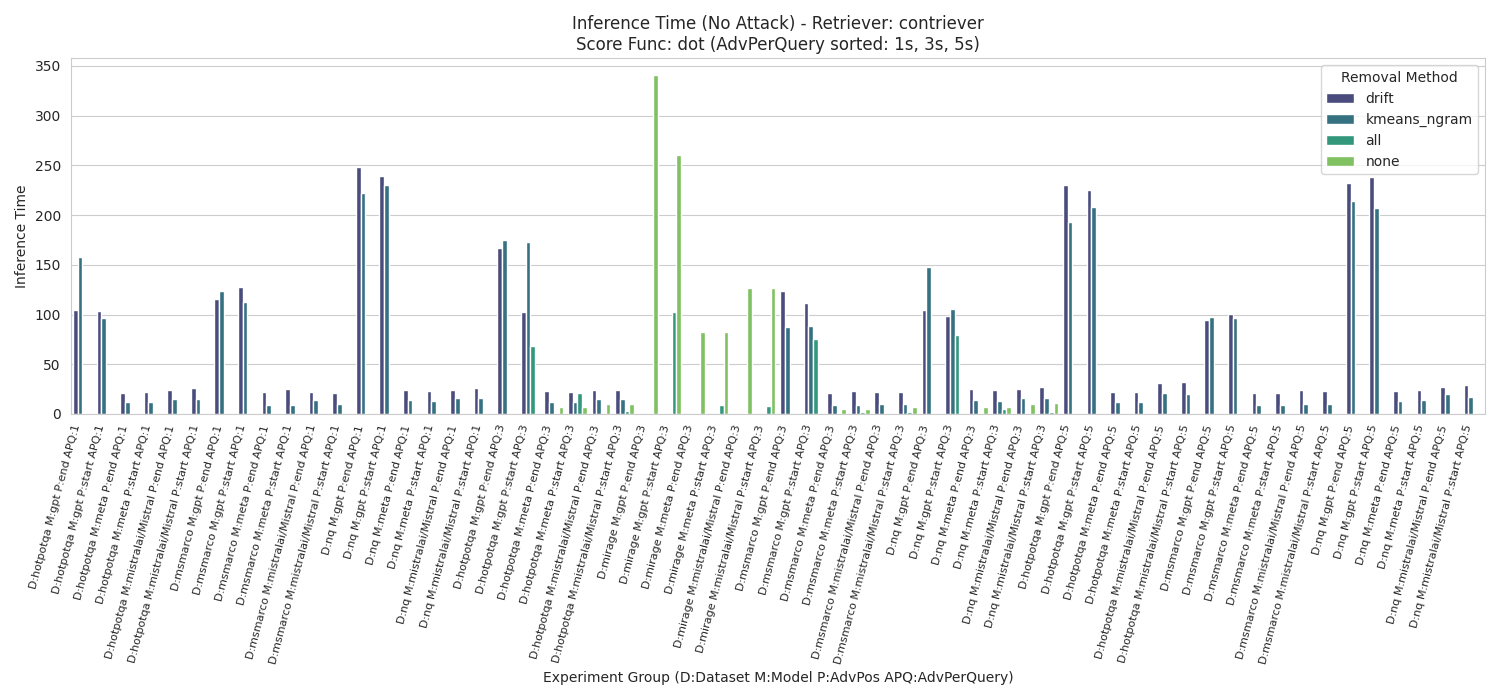 Inference Time (No Attack) - Retriever: contriever
Score Func: dot (AdvPerQuery sorted: 1s, 3s, 5s)
Removal Method
drift
kmeans_ngram
all
none
Inference Time
350
300
250
200
150
100
50
0
D:hotpotqa M:gpt P:end APQ:1
D:hotpotqa M:gpt P:start APQ:1
D:hotpotqa M:meta P:end APQ:1
D:hotpotqa M:meta P:start APQ:1
D:hotpotqa M:mistralai/Mistral P:end APQ:1
D:hotpotqa M:mistralai/Mistral P:start APQ:1
D:msmarco M:gpt P:end APQ:1
D:msmarco M:gpt P:start APQ:1
D:msmarco M:meta P:end APQ:1
D:msmarco M:meta P:start APQ:1
D:msmarco M:mistralai/Mistral P:end APQ:1
D:msmarco M:mistralai/Mistral P:start APQ:1
D:nq M:gpt P:end APQ:1
D:nq M:gpt P:start APQ:1
D:nq M:meta P:end APQ:1
D:nq M:meta P:start APQ:1
D:nq M:mistralai/Mistral P:end APQ:1
D:nq M:mistralai/Mistral P:start APQ:1
D:hotpotqa M:gpt P:end APQ:3
D:hotpotqa M:gpt P:start APQ:3
D:hotpotqa M:meta P:end APQ:3
D:hotpotqa M:meta P:start APQ:3
D:hotpotqa M:mistralai/Mistral P:end APQ:3
D:hotpotqa M:mistralai/Mistral P:start APQ:3
D:mirage M:gpt P:end APQ:3
D:mirage M:gpt P:start APQ:3
D:mirage M:meta P:end APQ:3
D:mirage M:meta P:start APQ:3
D:mirage M:mistralai/Mistral P:end APQ:3
D:mirage M:mistralai/Mistral P:start APQ:3
D:msmarco M:gpt P:end APQ:3
D:msmarco M:gpt P:start APQ:3
D:msmarco M:meta P:end APQ:3
D:msmarco M:meta P:start APQ:3
D:msmarco M:mistralai/Mistral P:end APQ:3
D:msmarco M:mistralai/Mistral P:start APQ:3
D:nq M:gpt P:end APQ:3
D:nq M:gpt P:start APQ:3
D:nq M:meta P:end APQ:3
D:nq M:meta P:start APQ:3
D:nq M:mistralai/Mistral P:end APQ:3
D:nq M:mistralai/Mistral P:start APQ:3
D:hotpotqa M:gpt P:end APQ:5
D:hotpotqa M:gpt P:start APQ:5
D:hotpotqa M:meta P:end APQ:5
D:hotpotqa M:meta P:start APQ:5
D:hotpotqa M:mistralai/Mistral P:end APQ:5
D:hotpotqa M:mistralai/Mistral P:start APQ:5
D:msmarco M:gpt P:end APQ:5
D:msmarco M:gpt P:start APQ:5
D:msmarco M:meta P:end APQ:5
D:msmarco M:meta P:start APQ:5
D:msmarco M:mistralai/Mistral P:end APQ:5
D:msmarco M:mistralai/Mistral P:start APQ:5
D:nq M:gpt P:end APQ:5
D:nq M:gpt P:start APQ:5
D:nq M:meta P:end APQ:5
D:nq M:meta P:start APQ:5
D:nq M:mistralai/Mistral P:end APQ:5
D:nq M:mistralai/Mistral P:start APQ:5
Experiment Group (D:Dataset M:Model P:AdvPos APQ:AdvPerQuery)